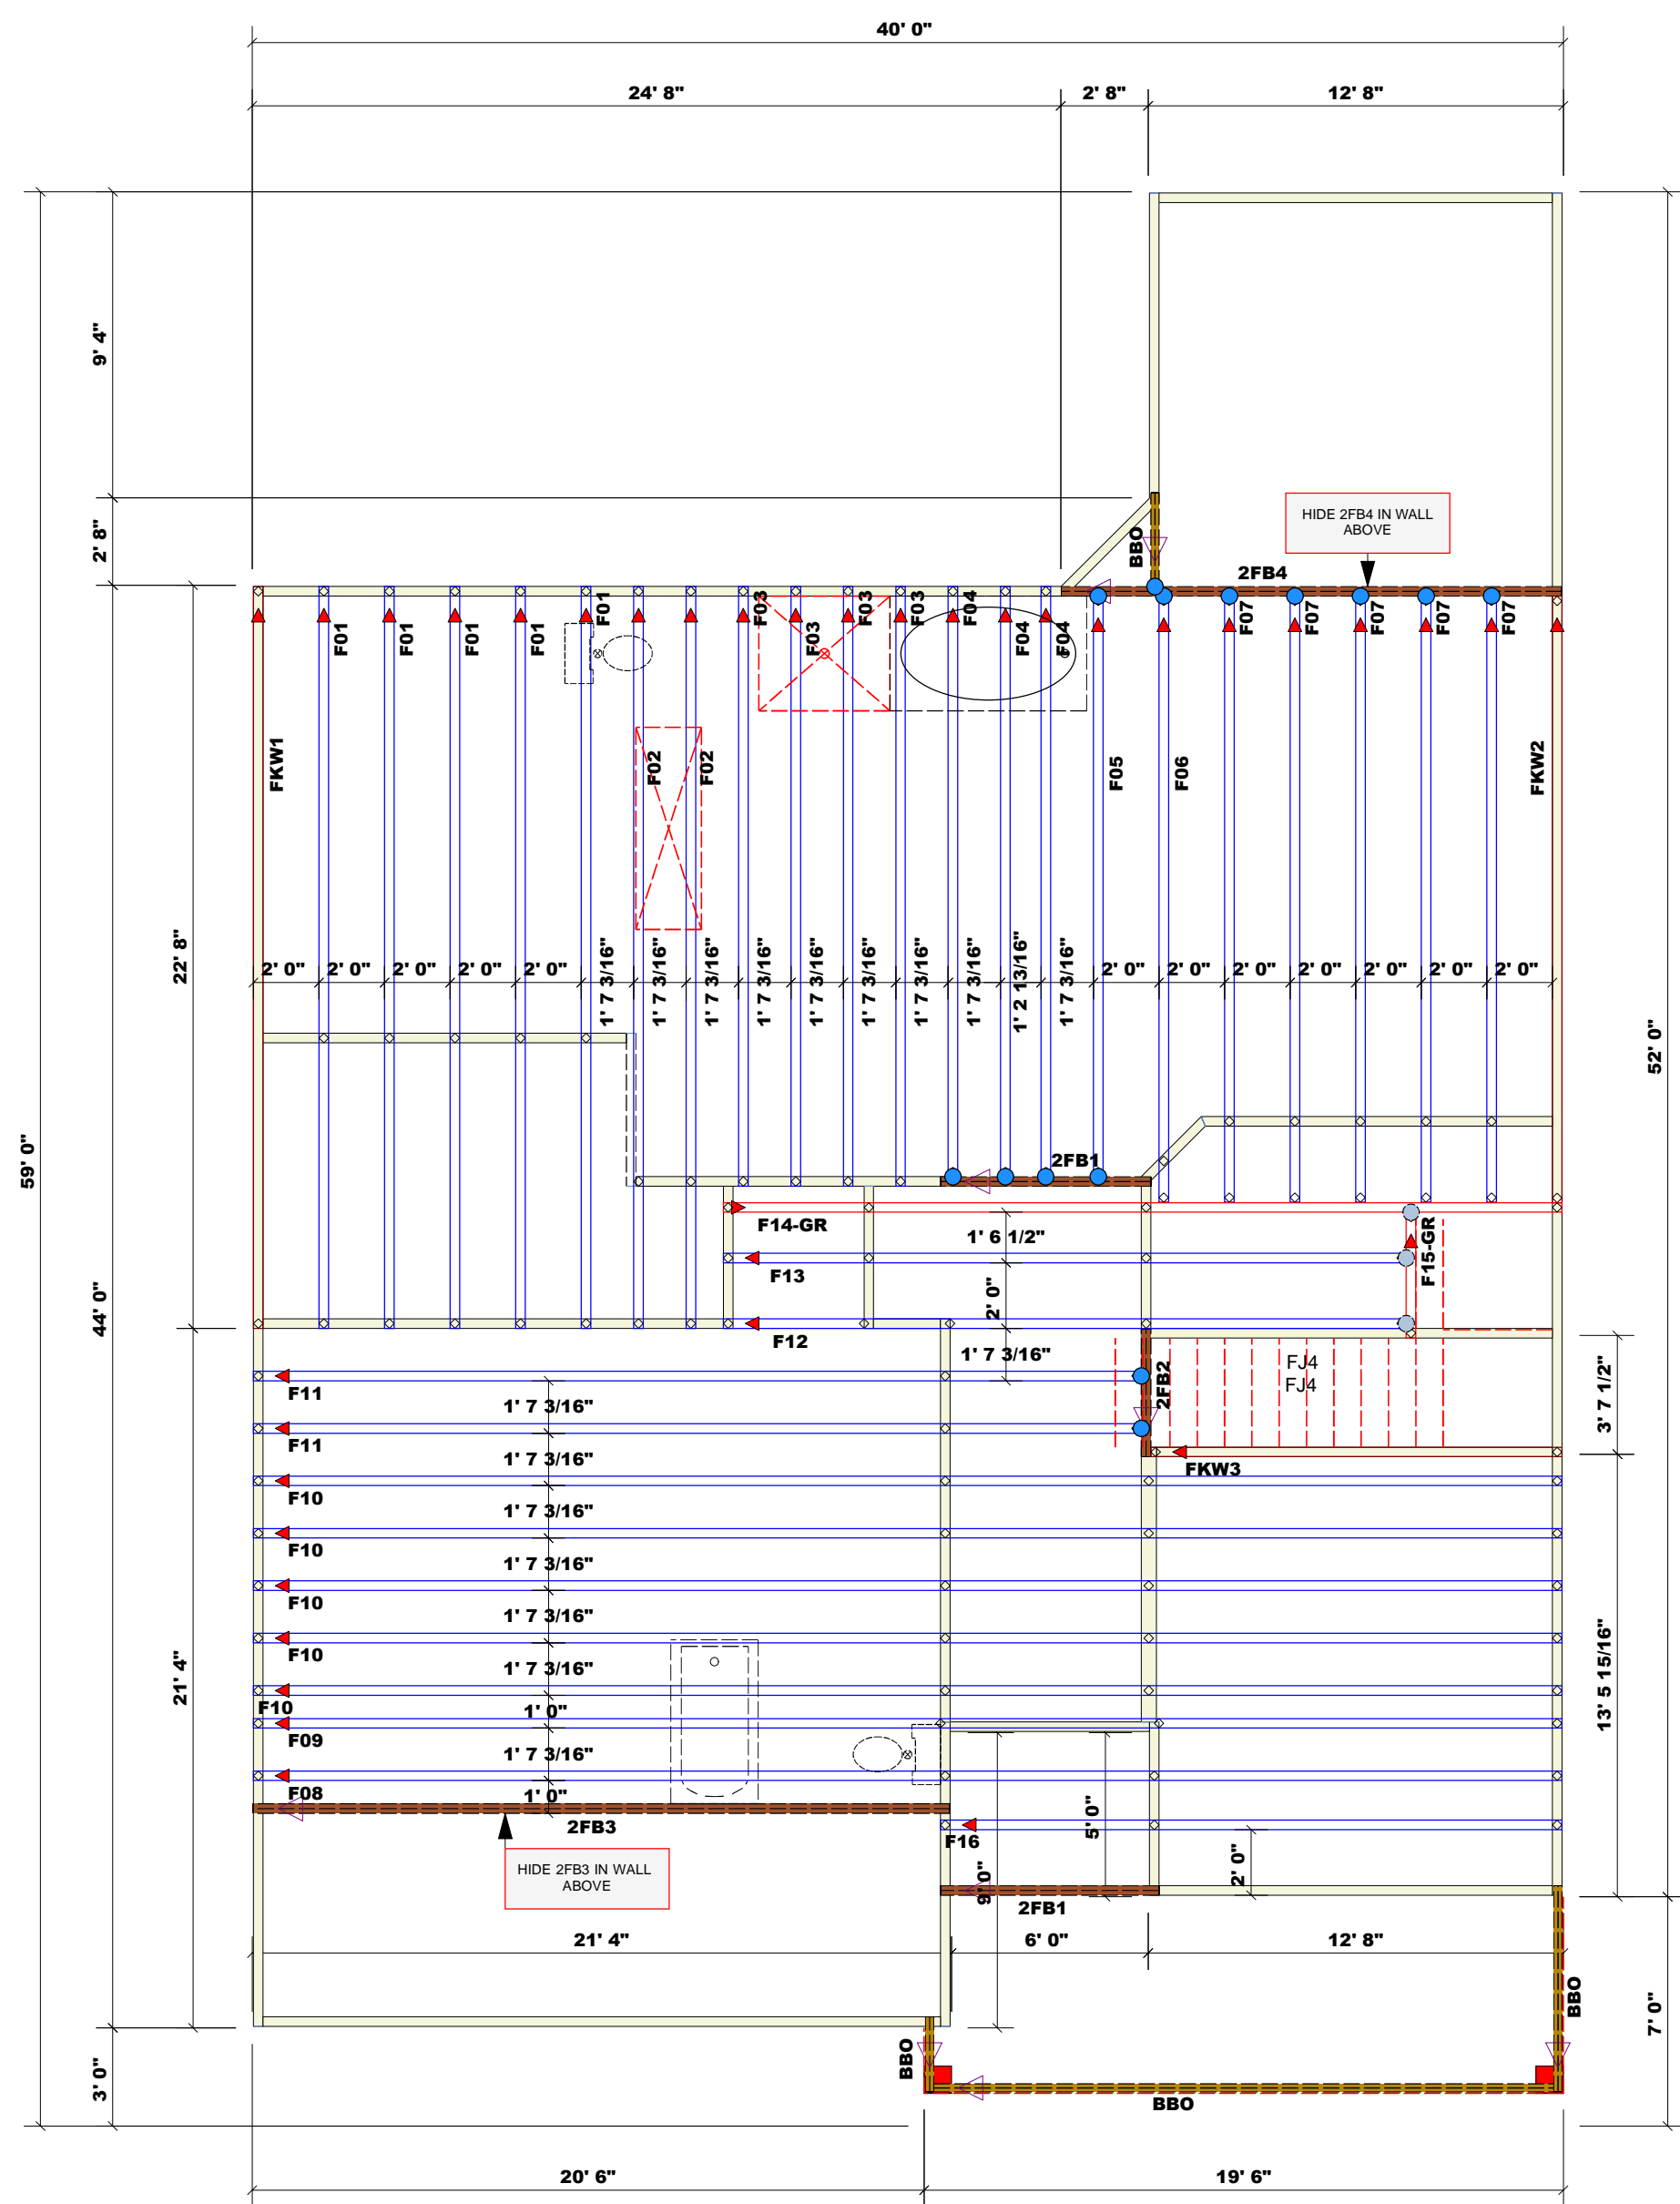 40' 0"
24' 8"
2' 8"
12' 8"
9' 4"
2' 8"
HIDE 2FB4 IN WALL
ABOVE
BBO
2FB4
F01
F01
F01
F01
F01
F03
F03
F03
F03
F04
F04
F04
F07
F07
F07
F07
F07
FKW1
F02
F02
F05
F06
FKW2
22' 8"
2' 0"
2' 0"
2' 0"
2' 0"
2' 0"
1' 7 3/16"
1' 7 3/16"
1' 7 3/16"
1' 7 3/16"
1' 7 3/16"
1' 7 3/16"
1' 7 3/16"
1' 7 3/16"
1' 2 13/16"
1' 7 3/16"
2' 0"
2' 0"
2' 0"
2' 0"
2' 0"
2' 0"
2' 0"
52' 0"
59' 0"
44' 0"
2FB1
F14-GR
1' 6 1/2"
F15-GR
F13
2' 0"
F12
1' 7 3/16"
FJ4
FJ4
2FB2
3' 7 1/2"
F11
1' 7 3/16"
F11
1' 7 3/16"
FKW3
F10
1' 7 3/16"
F10
1' 7 3/16"
F10
1' 7 3/16"
F10
1' 7 3/16"
13' 5 15/16"
21' 4"
F10
1' 0"
F09
1' 7 3/16"
F08
1' 0"
2FB3
5' 0"
F16
2' 0"
9' 0"
HIDE 2FB3 IN WALL
ABOVE
2FB1
21' 4"
6' 0"
12' 8"
BBO
7' 0"
BBO
3' 0"
BBO
20' 6"
19' 6"